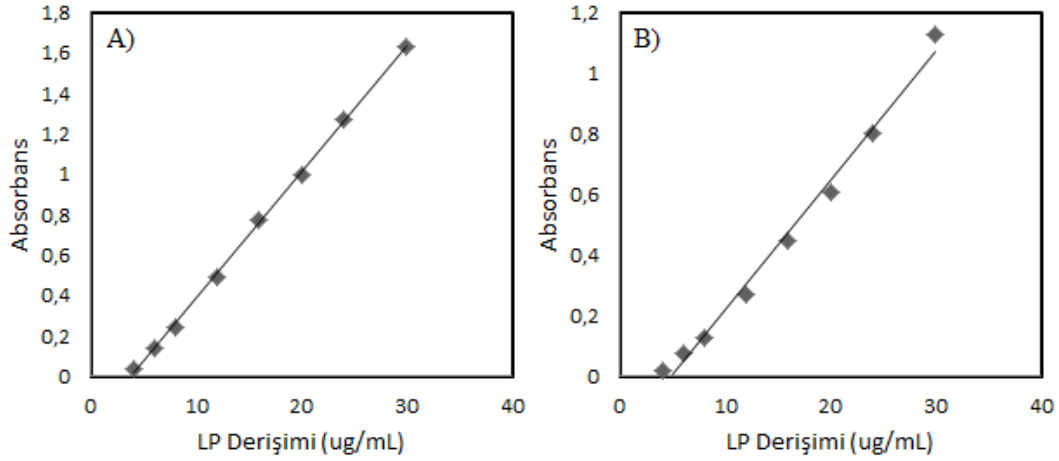 A)
Absorbans
1,8
1,6
1,4
1,2
1
0,8
0,6
0,4
0,2
0
0 10 20 30 40
LP Derişimi (ug/mL)
B)
Absorbans
1,2
1
0,8
0,6
0,4
0,2
0
0 10 20 30 40
LP Derişimi (ug/mL)